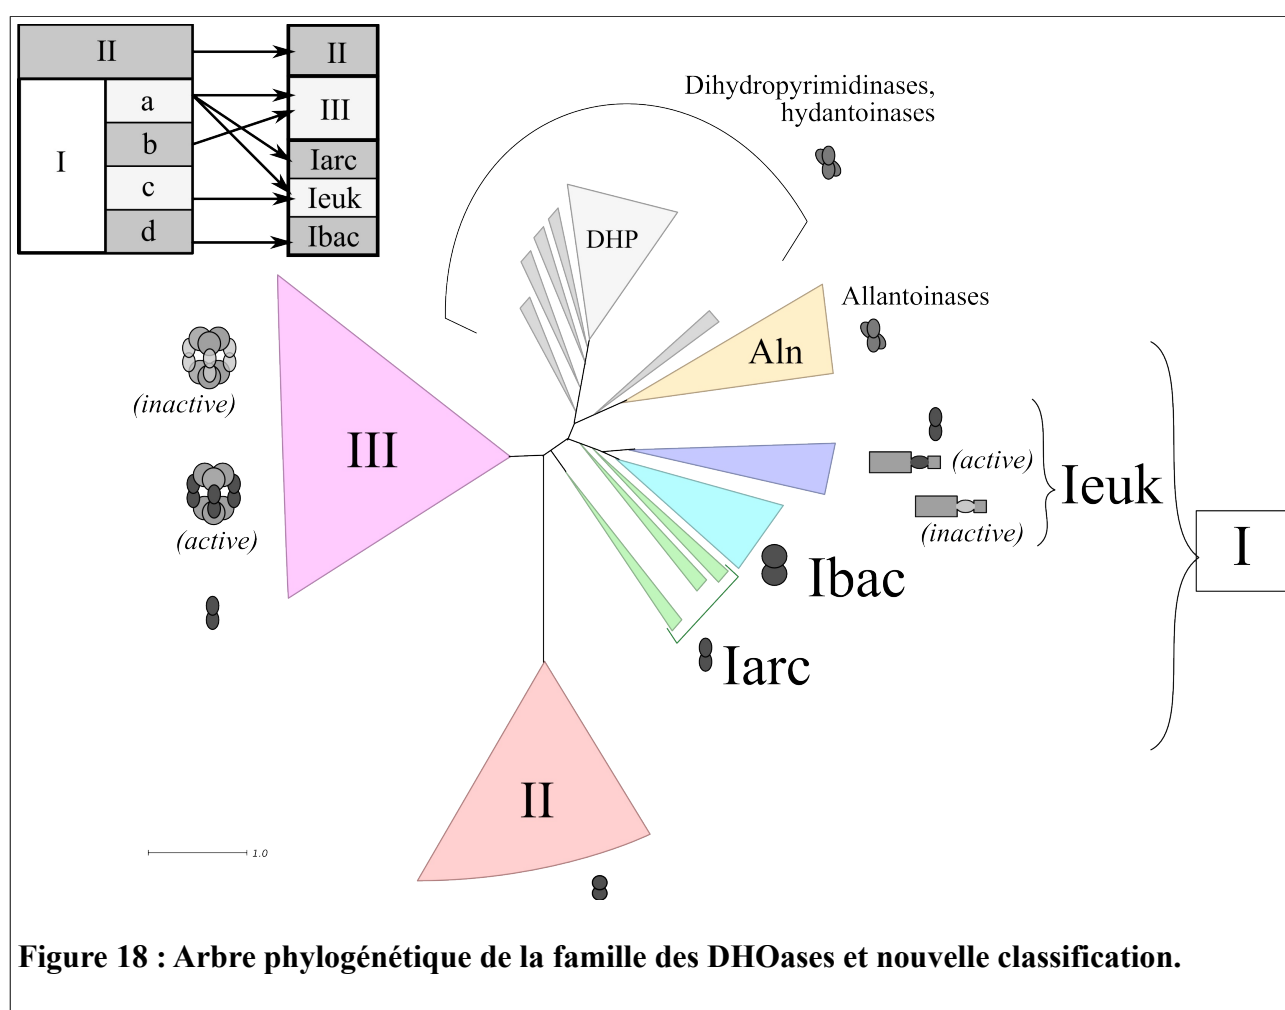 II
I
a
b
c
d
II
III
Iarc
Ieuk
Ibac
Dihydropyrimidinases,
hydantoinases
DHP
Allantoinases
Aln
(inactive)
III
(active)
(active)
Ieuk
(inactive)
I
Ibac
Iarc
II
1.0
Figure 18 : Arbre phylogénétique de la famille des DHOases et nouvelle classification.